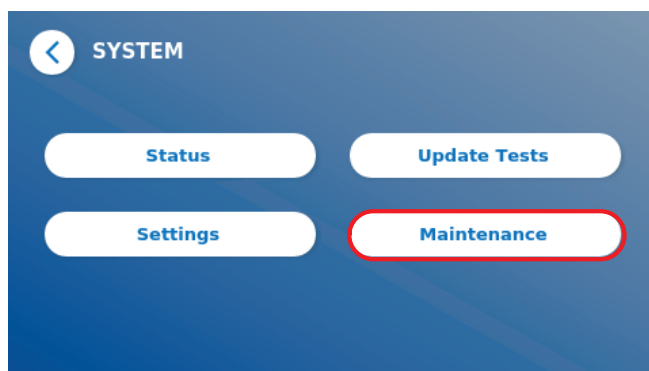 SYSTEM
Status
Update Tests
Settings
Maintenance